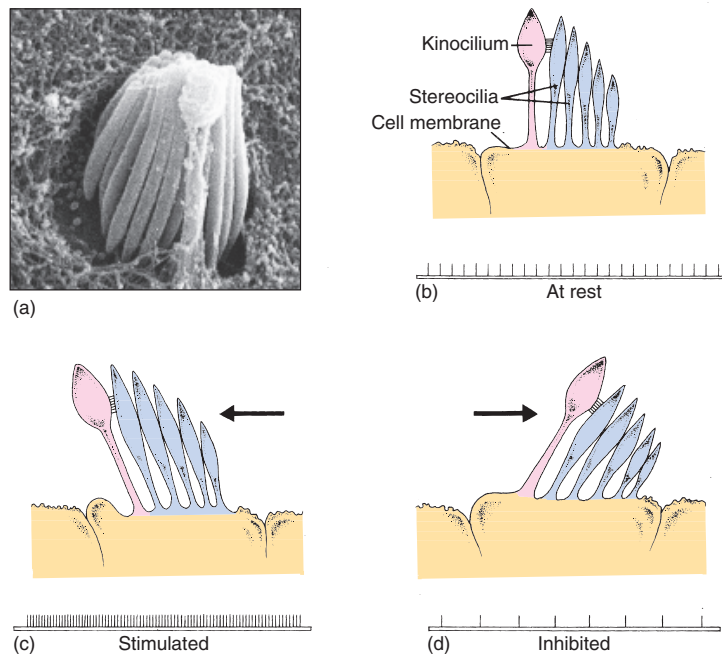 Kinocilium
Stereocilia
Cell membrane
(a)
(b) At rest
(c) Stimulated
(d) Inhibited